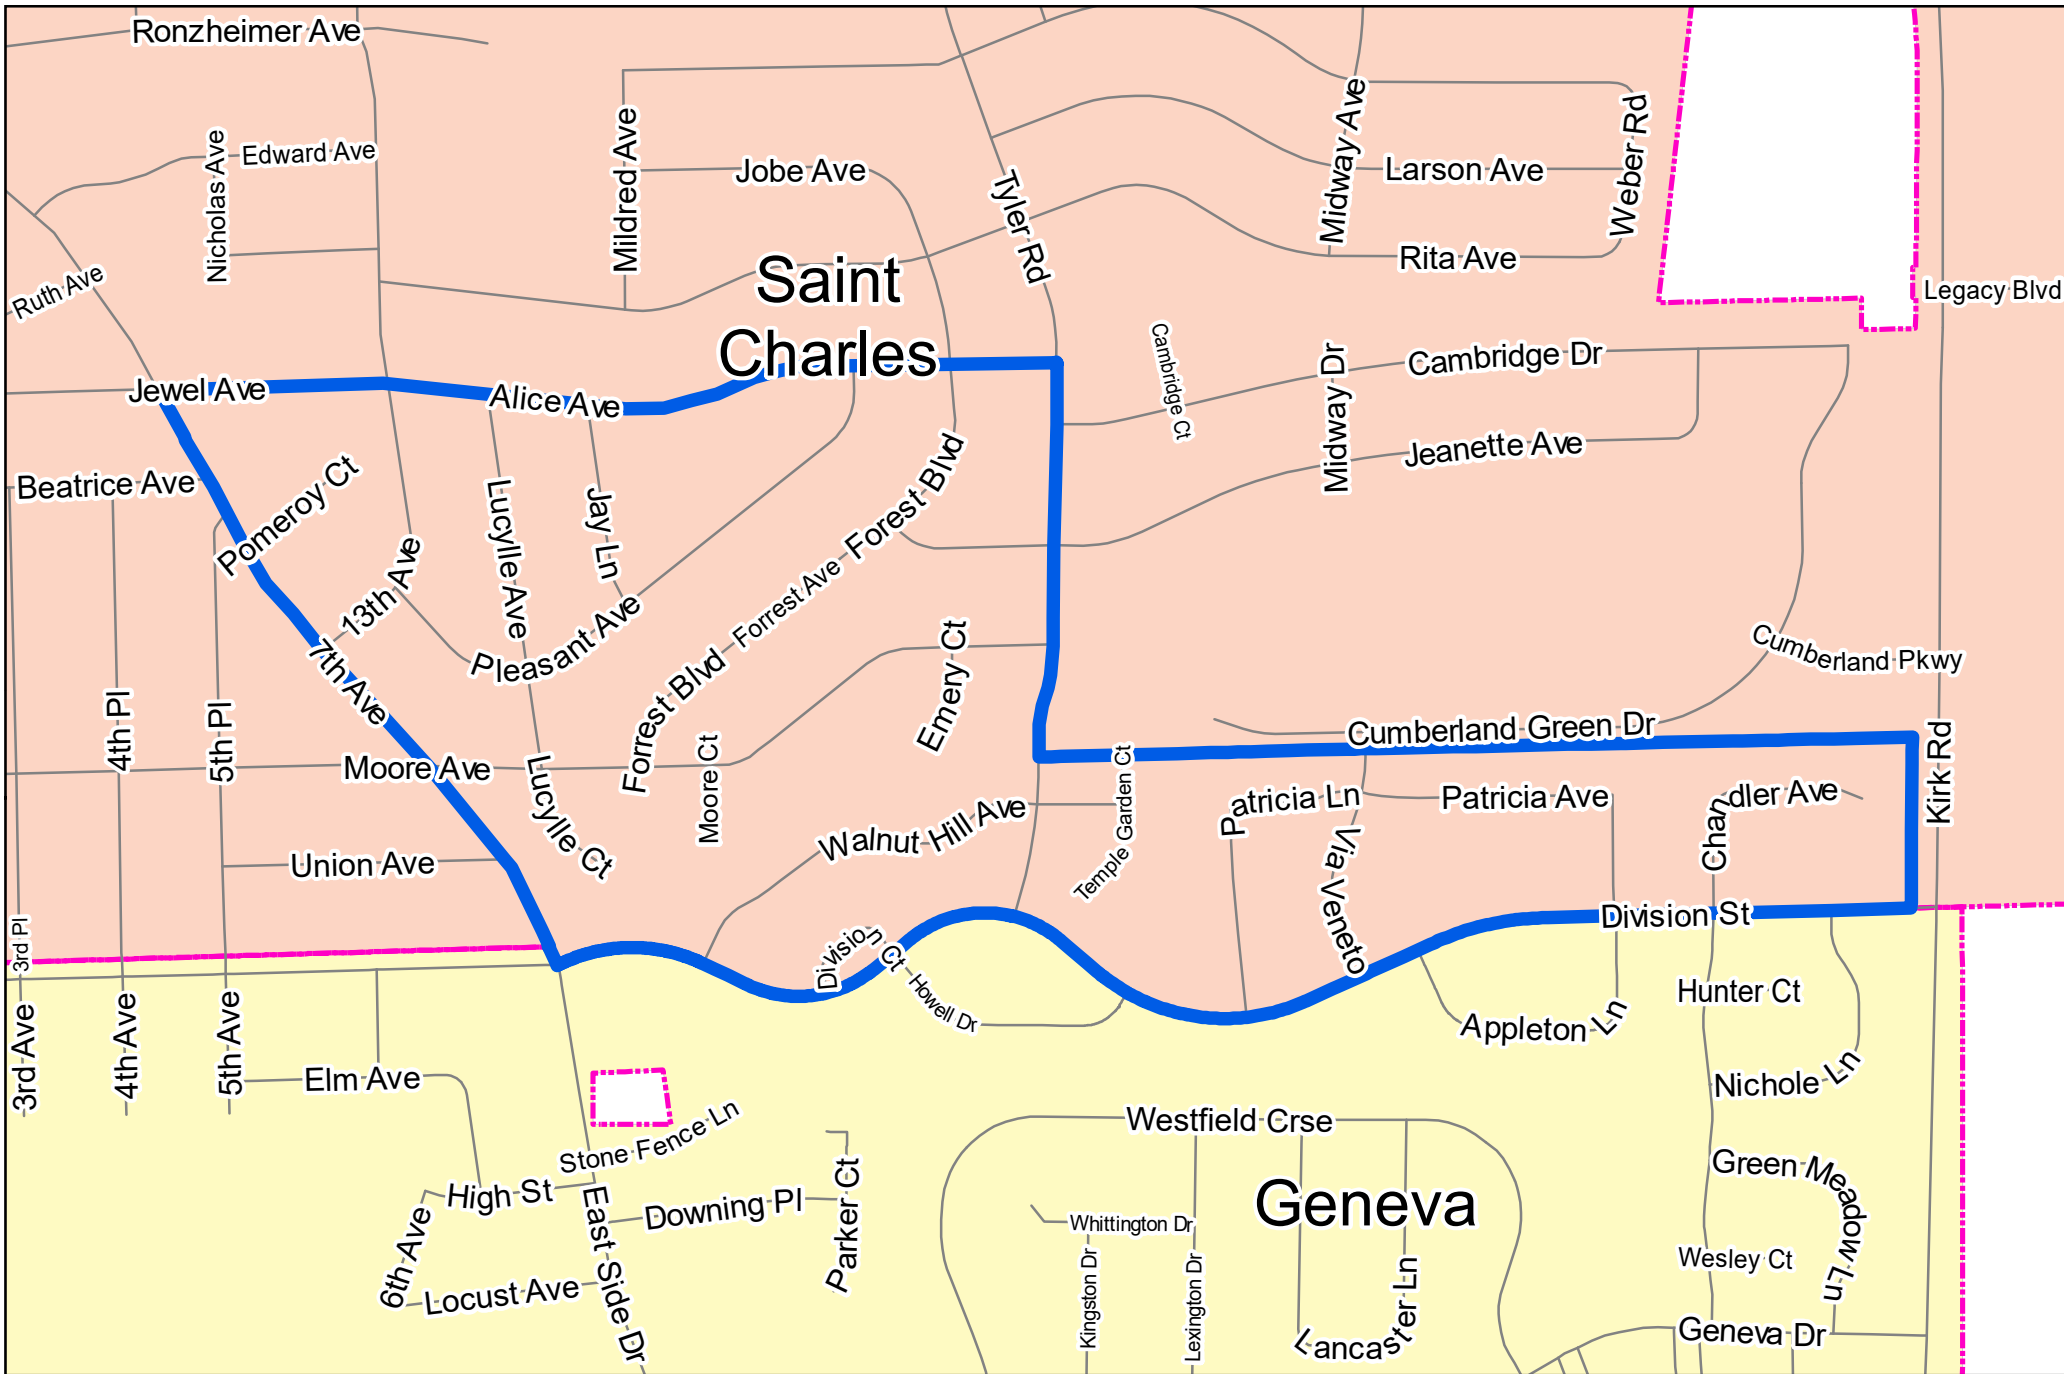 Ronzheimer Ave
Edward Ave
Nicholas Ave
Mildred Ave
Jobe Ave
Tyler Rd
Midway Ave
Larson Ave
Weber Rd
Rita Ave
Ruth Ave
Saint
Charles
Legacy Blvd
Jewel Ave
Alice Ave
Cambridge Ct
Midway Dr
Cambridge Dr
Jeanette Ave
Beatrice Ave
Pomeroy Ct
13th Ave
Lucylle Ave
Jay Ln
Pleasant Ave
Forest Blvd
Forrest Ave
Forrest Blvd
Emery Ct
Cumberland Pkwy
7th Ave
4th Pl
5th Pl
Moore Ave
Lucylle Ct
Moore Ct
Cumberland Green Dr
Kirk Rd
Temple Garden Ct
Patricia Ln
Patricia Ave
Chandler Ave
Walnut Hill Ave
Union Ave
Via Veneto
Division St
3rd Pl
Division Ct
Howell Dr
Hunter Ct
Appleton Ln
3rd Ave
4th Ave
5th Ave
Elm Ave
Nichole Ln
Stone Fence Ln
Westfield Crse
Green Meadow Ln
High St
Downing Pl
Parker Ct
Geneva
Whittington Dr
Kingston Dr
Lexington Dr
Lancaster Ln
Wesley Ct
6th Ave
Locust Ave
East Side Dr
Geneva Dr